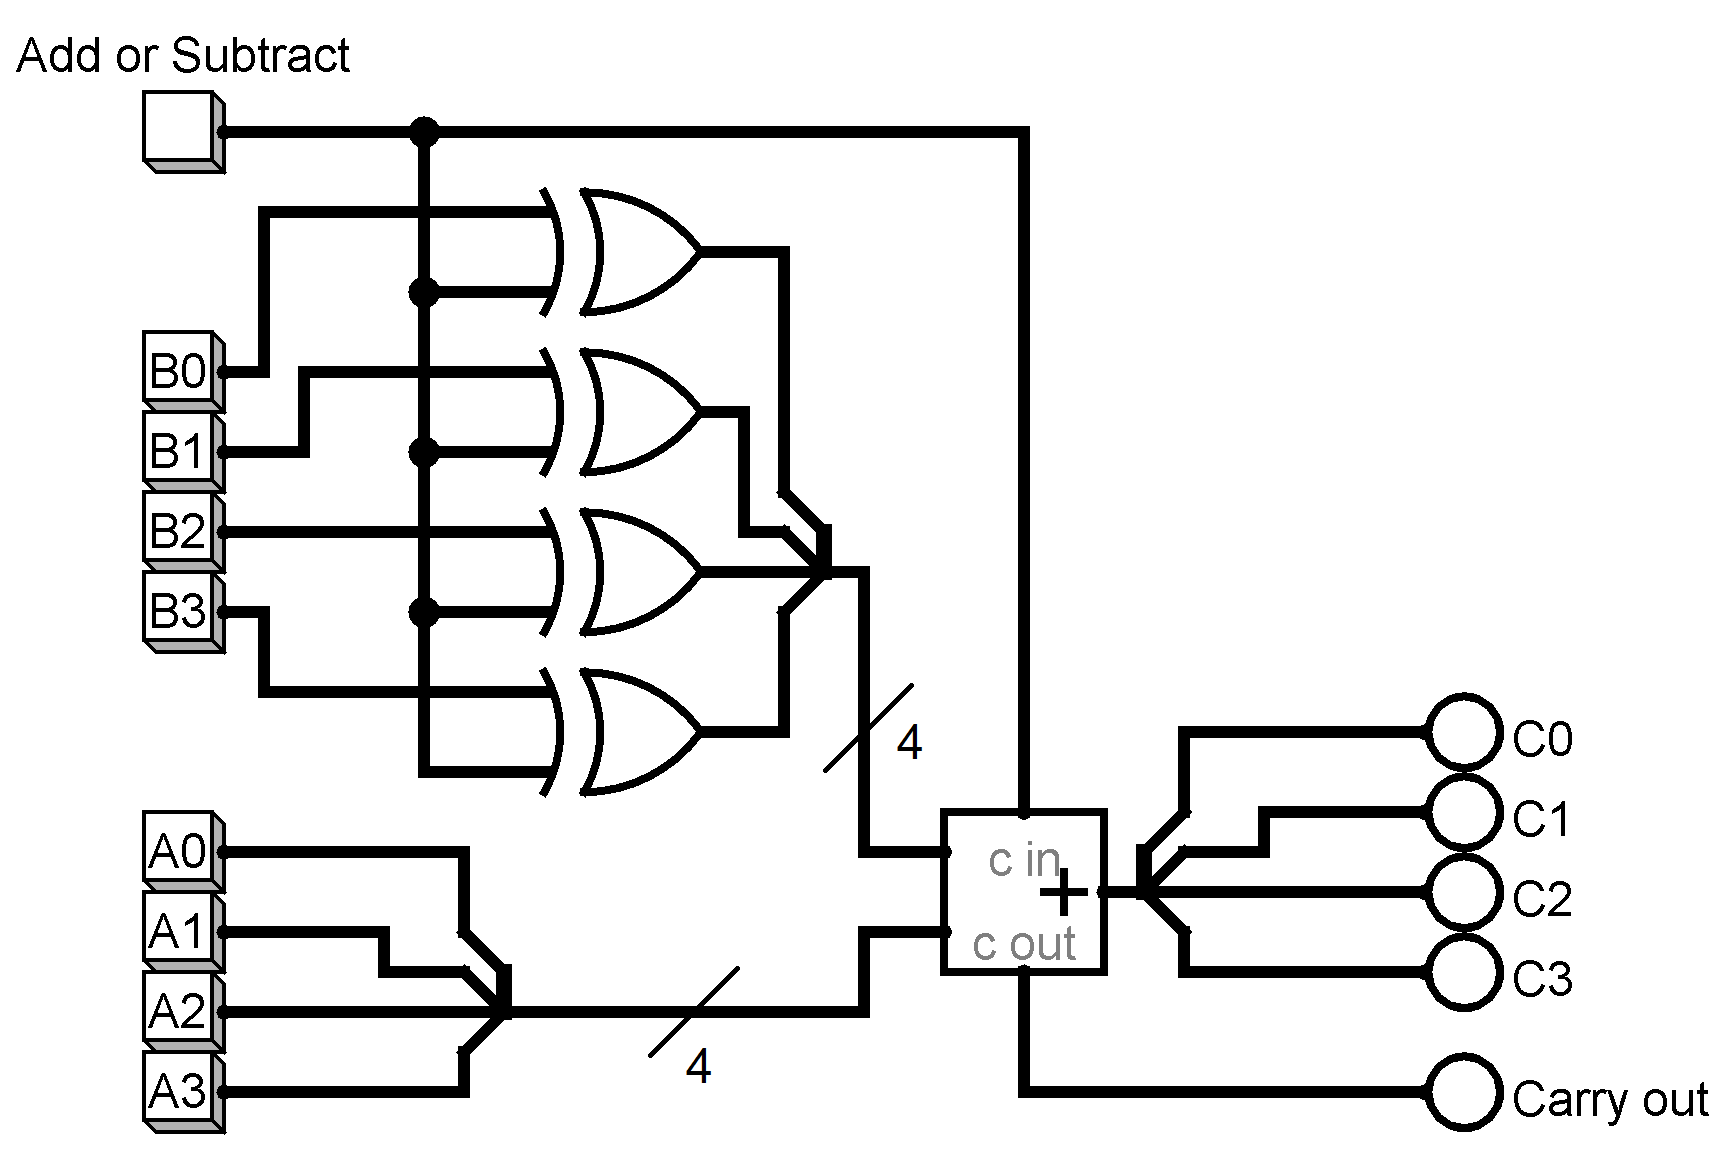 Add or Subtract
B0
B1
B2
B3
4
A0
A1
A2
A3
4
c in
c out
+
C0
C1
C2
C3
Carry out